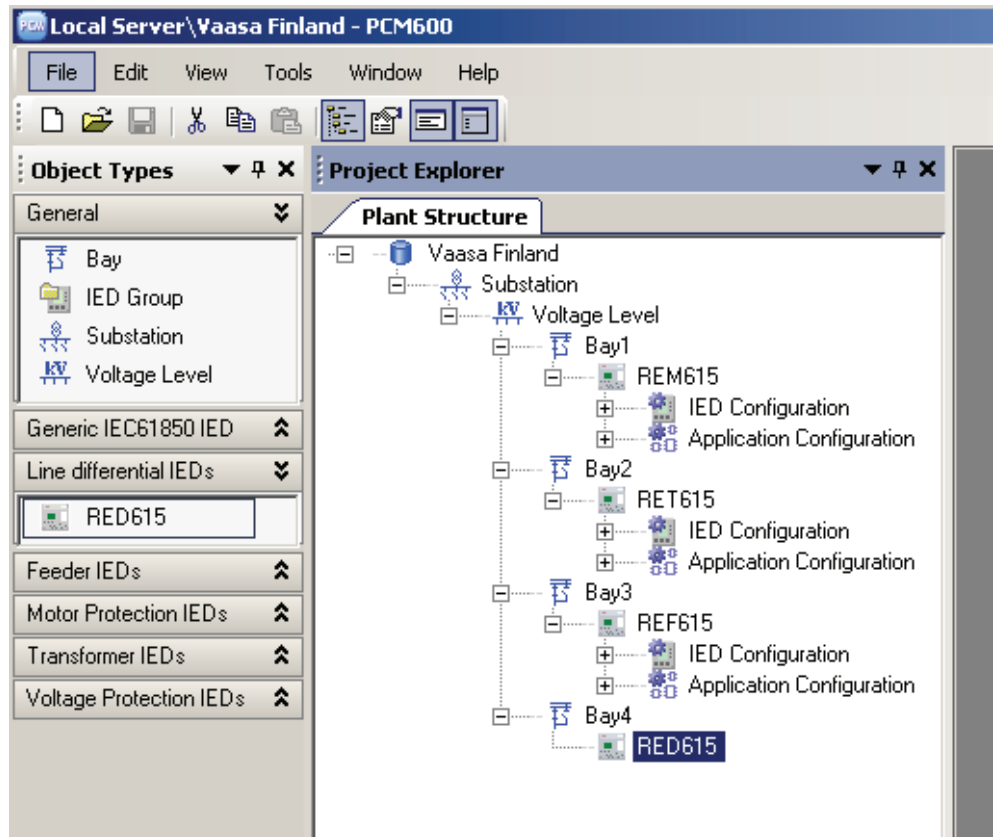 PCM Local Server\Vaasa Finland - PCM600
File Edit View Tools Window Help
Object Types
General
Bay
IED Group
Substation
kV Voltage Level
Generic IEC61850 IED
Line differential IEDs
RED615
Feeder IEDs
Motor Protection IEDs
Transformer IEDs
Voltage Protection IEDs
Project Explorer
Plant Structure
Vaasa Finland
Substation
kV Voltage Level
Bay1
REM615
IED Configuration
Application Configuration
Bay2
RET615
IED Configuration
Application Configuration
Bay3
REF615
IED Configuration
Application Configuration
Bay4
RED615